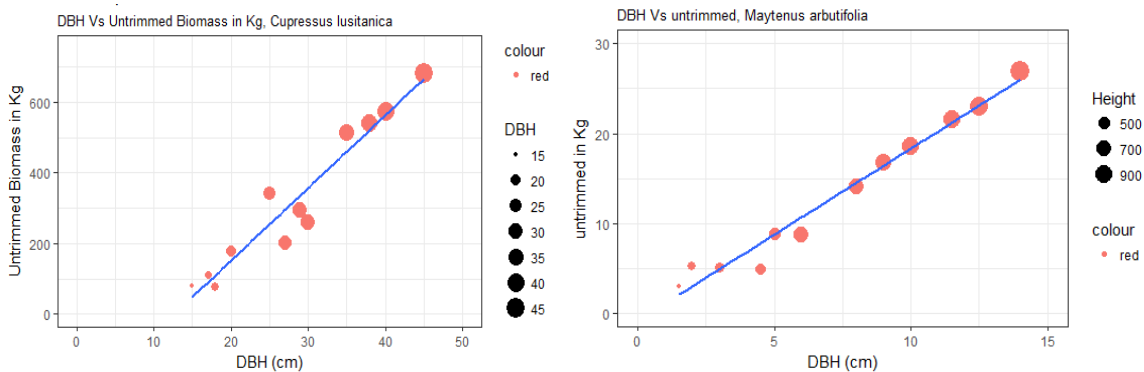 DBH Vs Untrimmed Biomass in Kg, Cupressus lusitanica
Untrimmed Biomass in Kg
600
400
200
0
0 10 20 30 40 50
DBH (cm)
colour
red
DBH
15
20
25
30
35
40
45
DBH Vs untrimmed, Maytenus arbutifolia
untrimmed in Kg
30
20
10
0
0 5 10 15
DBH (cm)
Height
500
700
900
colour
red